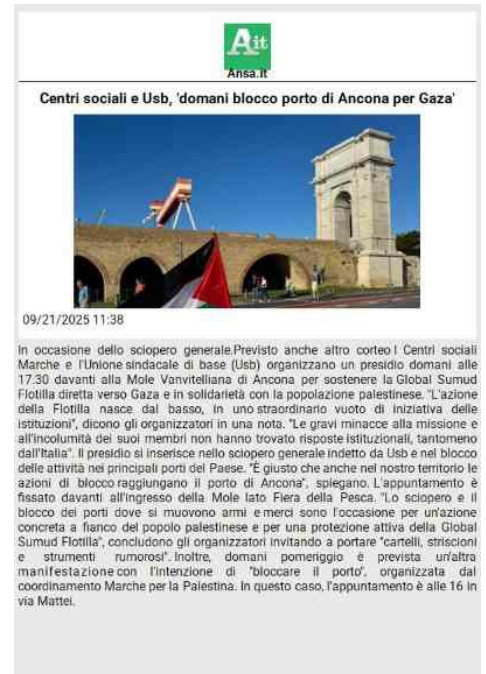 Ait
Ansa.it
Centri sociali e Usb, 'domani blocco porto di Ancona per Gaza'
09/21/2025 11:38
In occasione dello sciopero generale.Previsto anche altro corteo I Centri sociali
Marche e l'Unione sindacale di base (Usb) organizzano un presidio domani alle
17.30 davanti alla Mole Vanvitelliana di Ancona per sostenere la Global Sumud
Flotilla diretta verso Gaza e in solidarietà con la popolazione palestinese. "L'azione
della Flotilla nasce dal basso, in uno straordinario vuoto di iniziativa delle
istituzioni", dicono gli organizzatori in una nota. "Le gravi minacce alla missione e
all'incolumità dei suoi membri non hanno trovato risposte istituzionali, tantomeno
dall'Italia". Il presidio si inserisce nello sciopero generale indetto da Usb e nel blocco
delle attività nei principali porti del Paese. "È giusto che anche nel nostro territorio le
azioni di blocco raggiungano il porto di Ancona", spiegano. L'appuntamento è
fissato davanti all'ingresso della Mole lato Fiera della Pesca. "Lo sciopero e il
blocco dei porti dove si muovono armi e merci sono l'occasione per un'azione
concreta a fianco del popolo palestinese e per una protezione attiva della Global
Sumud Flotilla", concludono gli organizzatori invitando a portare "cartelli, striscioni
e strumenti rumorosi". Inoltre, domani pomeriggio è prevista un'altra
manifestazione con l'intenzione di "bloccare il porto", organizzata dal
coordinamento Marche per la Palestina. In questo caso, l'appuntamento è alle 16 in
via Mattei.